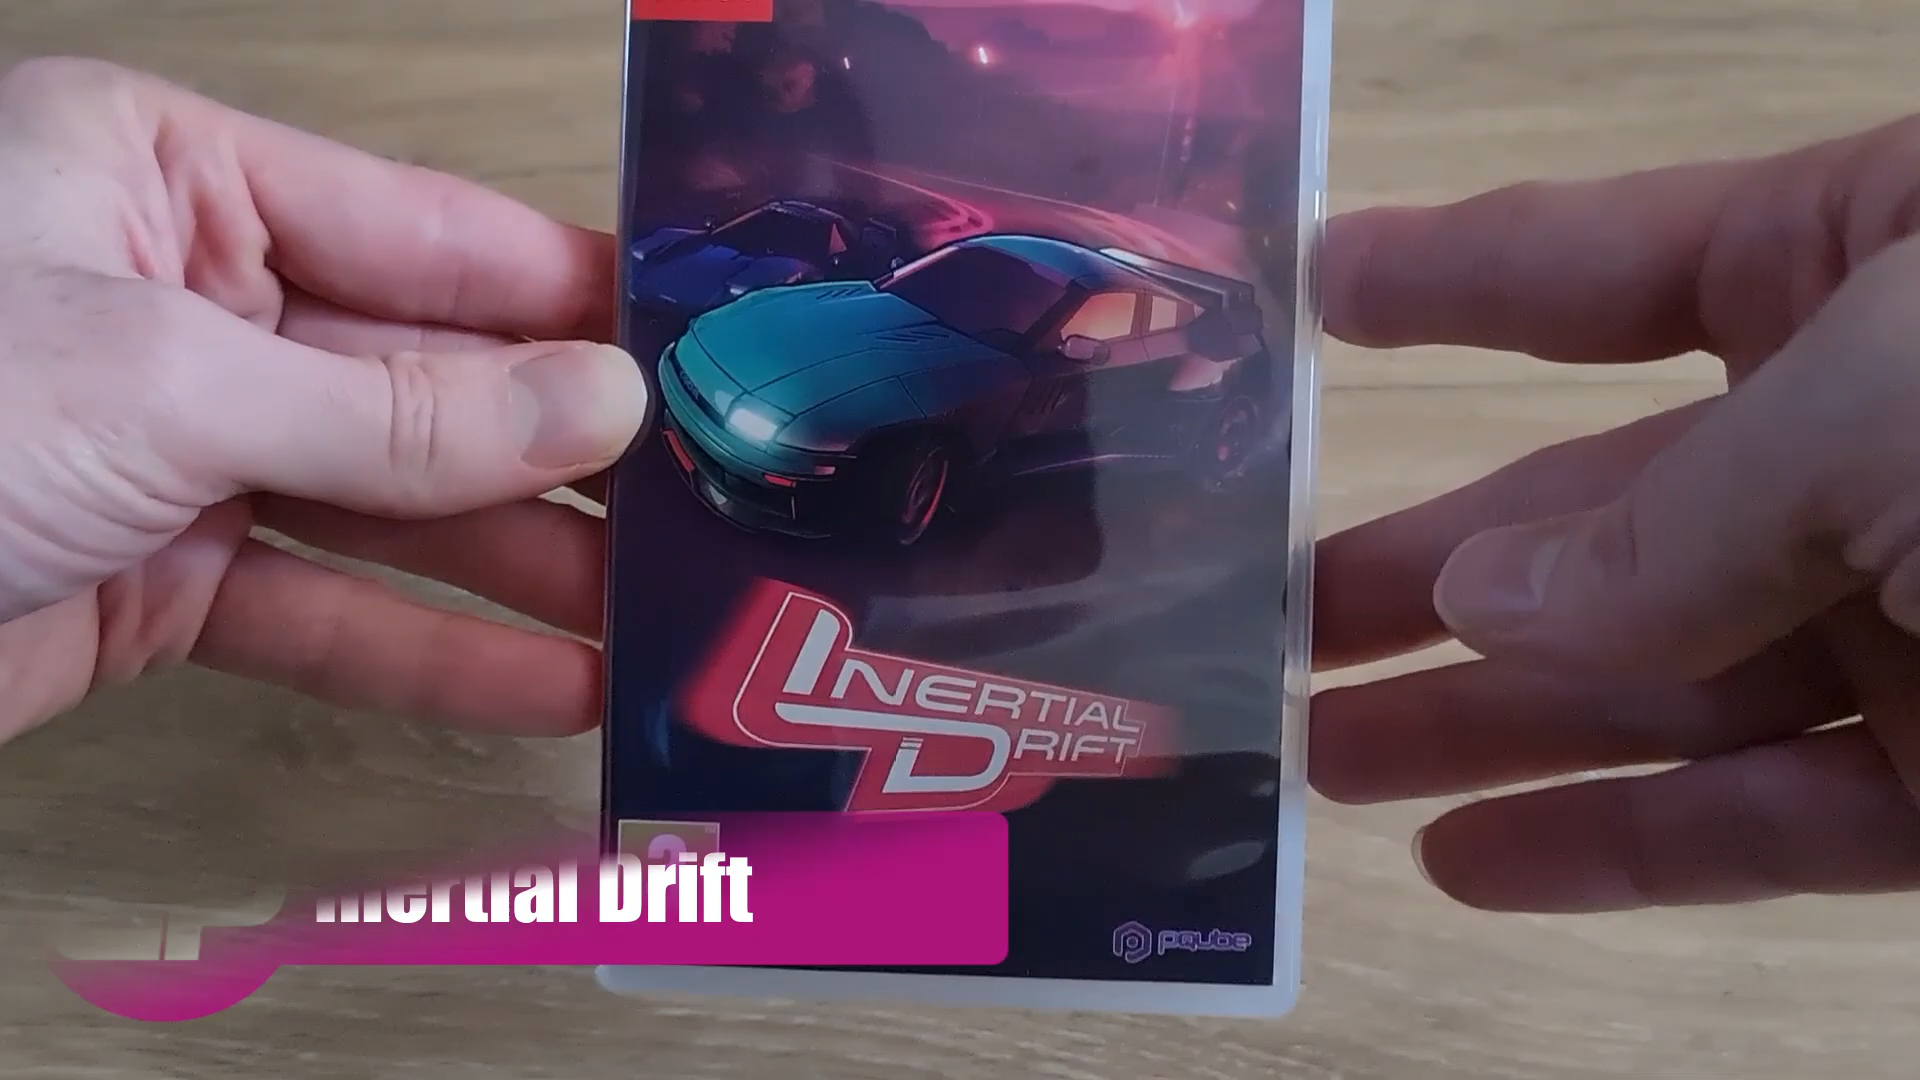 INERTIAL
DRIFT
Inertial Drift
pqube